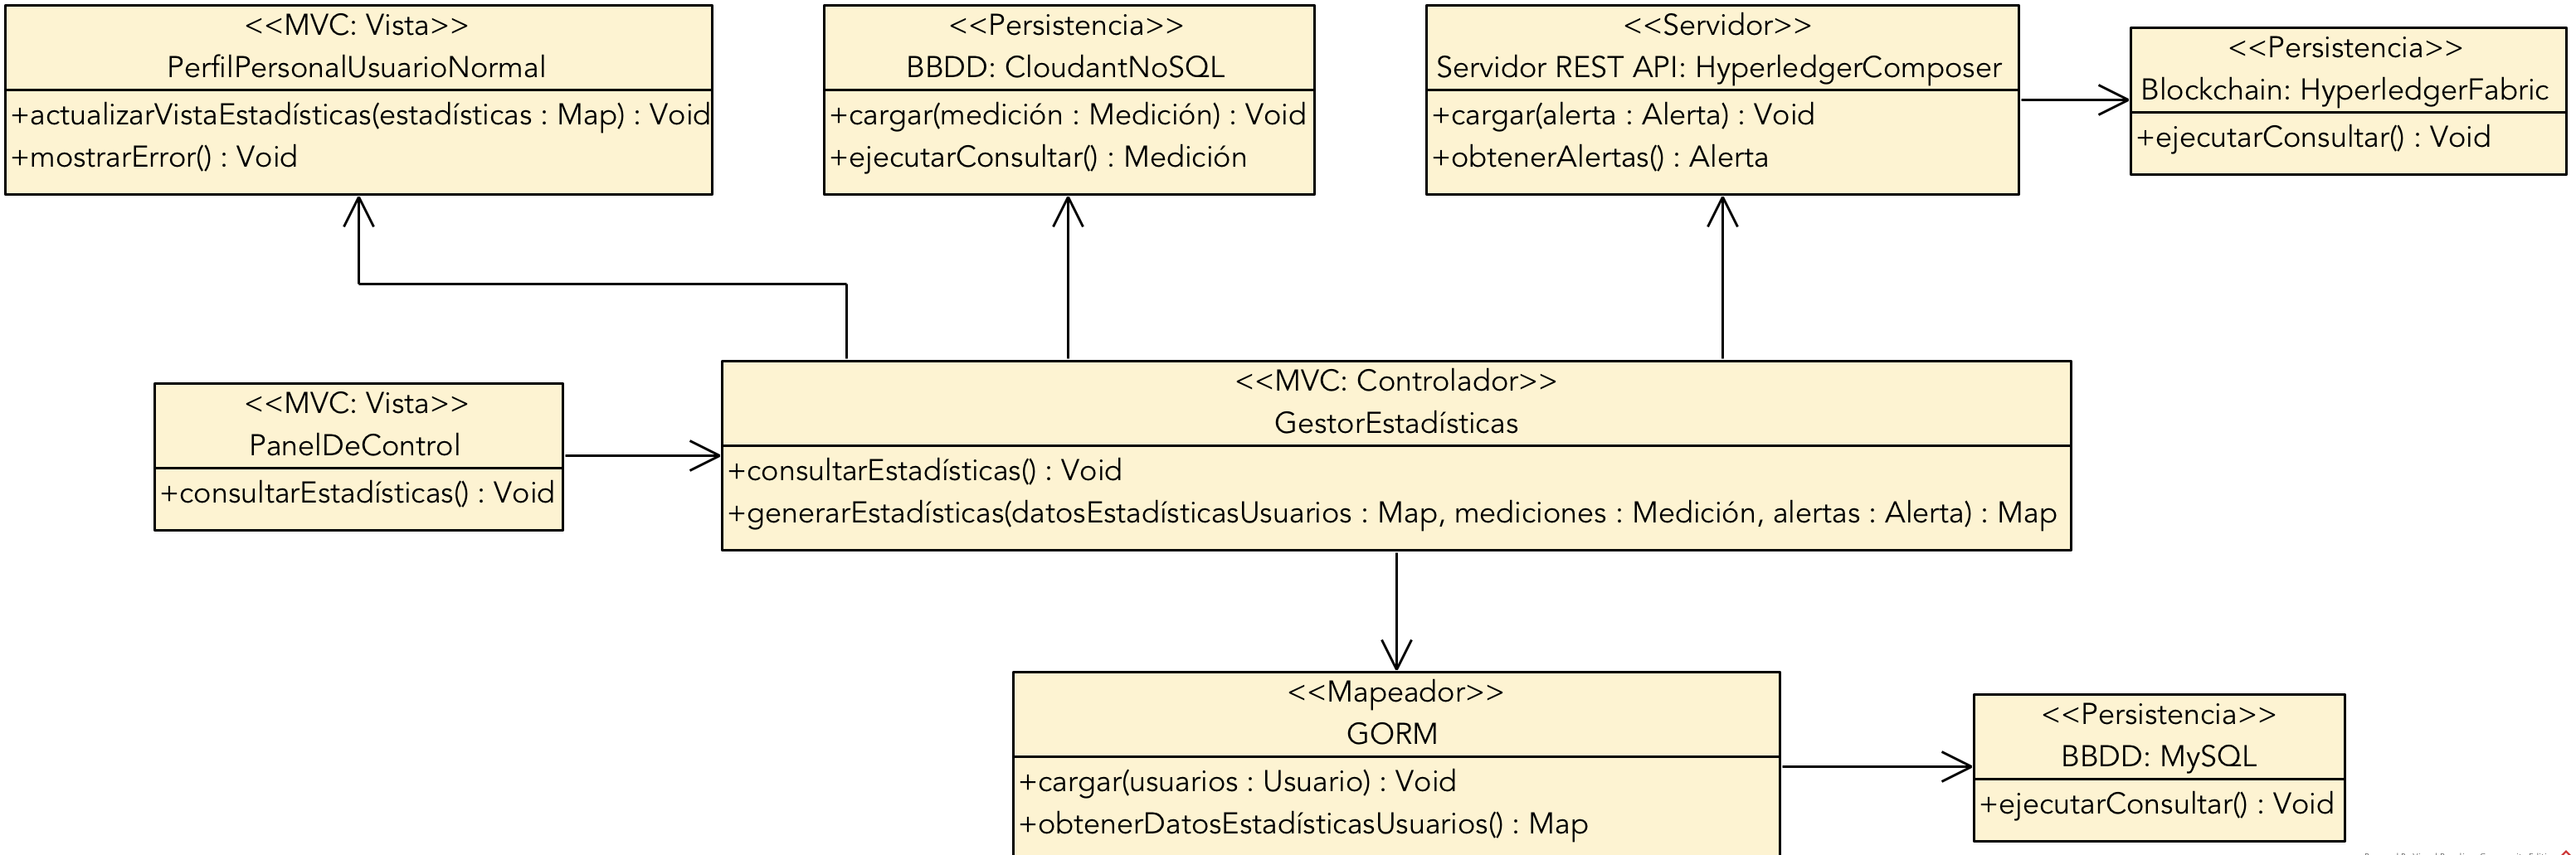 <<MVC: Vista>>
PerfilPersonalUsuarioNormal
+actualizarVistaEstadísticas(estadísticas : Map) : Void
+mostrarError() : Void
<<Persistencia>>
BBDD: CloudantNoSQL
+cargar(medición : Medición) : Void
+ejecutarConsultar() : Medición
<<Servidor>>
Servidor REST API: HyperledgerComposer
+cargar(alerta : Alerta) : Void
+obtenerAlertas() : Alerta
<<Persistencia>>
Blockchain: HyperledgerFabric
+ejecutarConsultar() : Void
<<MVC: Vista>>
PanelDeControl
+consultarEstadísticas() : Void
<<MVC: Controlador>>
GestorEstadísticas
+consultarEstadísticas() : Void
+generarEstadísticas(datosEstadísticasUsuarios : Map, mediciones : Medición, alertas : Alerta) : Map
<<Mapeador>>
GORM
+cargar(usuarios : Usuario) : Void
+obtenerDatosEstadísticasUsuarios() : Map
<<Persistencia>>
BBDD: MySQL
+ejecutarConsultar() : Void